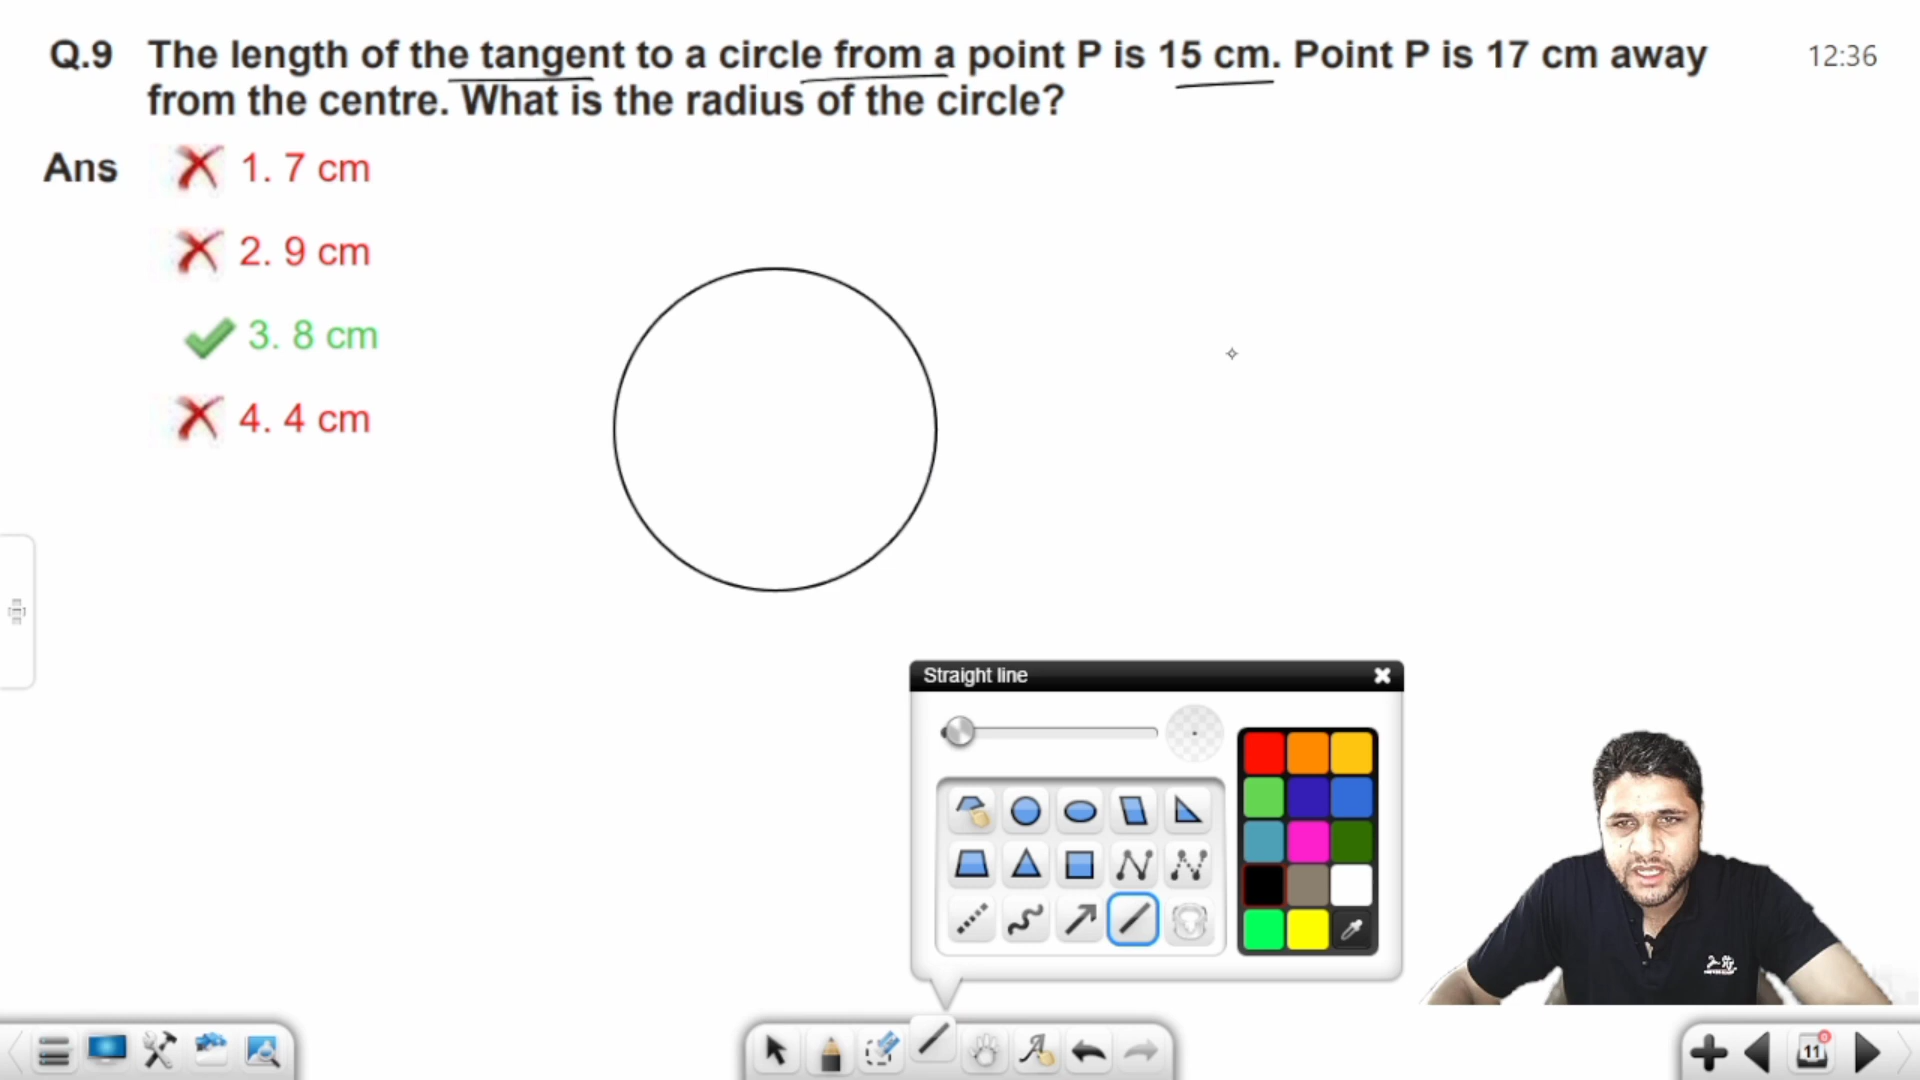 Q.9 The length of the tangent to a circle from a point P is 15 cm. Point P is 17 cm away
from the centre. What is the radius of the circle?
12:36
Ans 1. 7 cm
2. 9 cm
3. 8 cm
4. 4 cm
Straight line
11